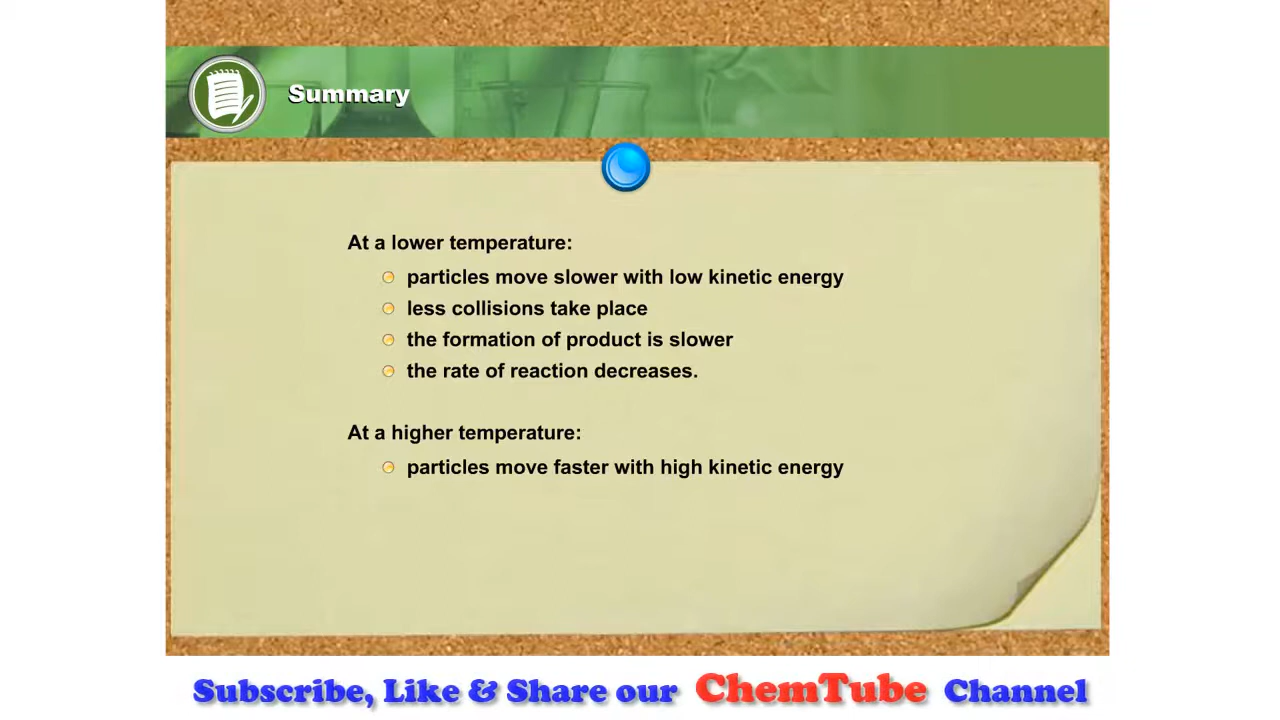 Summary
At a lower temperature:
particles move slower with low kinetic energy
less collisions take place
the formation of product is slower
the rate of reaction decreases.
At a higher temperature:
particles move faster with high kinetic energy
Subscribe, Like & Share our ChemTube Channel